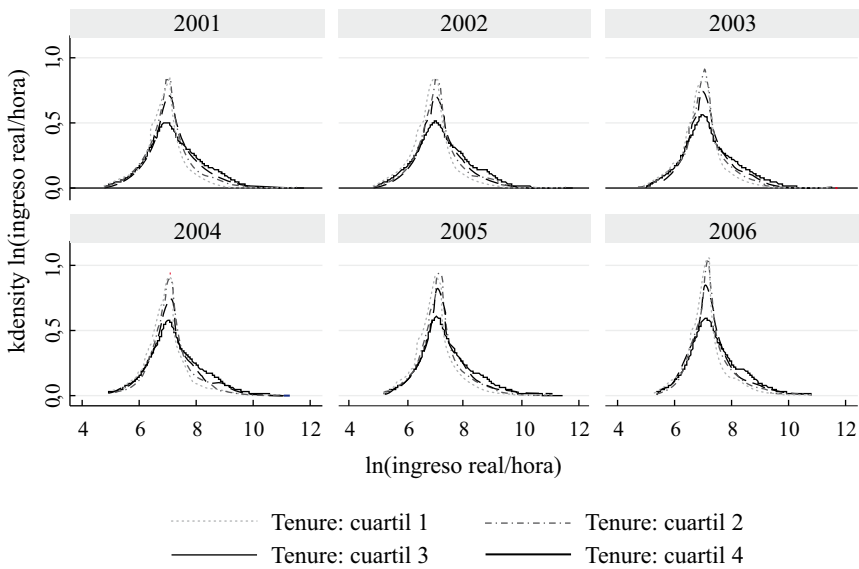 2001 2002 2003
1,0
0,5
0,0
2004 2005 2006
1,0
0,5
0,0
kdensity ln(ingreso real/hora)
4 6 8 10 12 4 6 8 10 12 4 6 8 10 12
ln(ingreso real/hora)
Tenure: cuartil 1 Tenure: cuartil 2
Tenure: cuartil 3 Tenure: cuartil 4